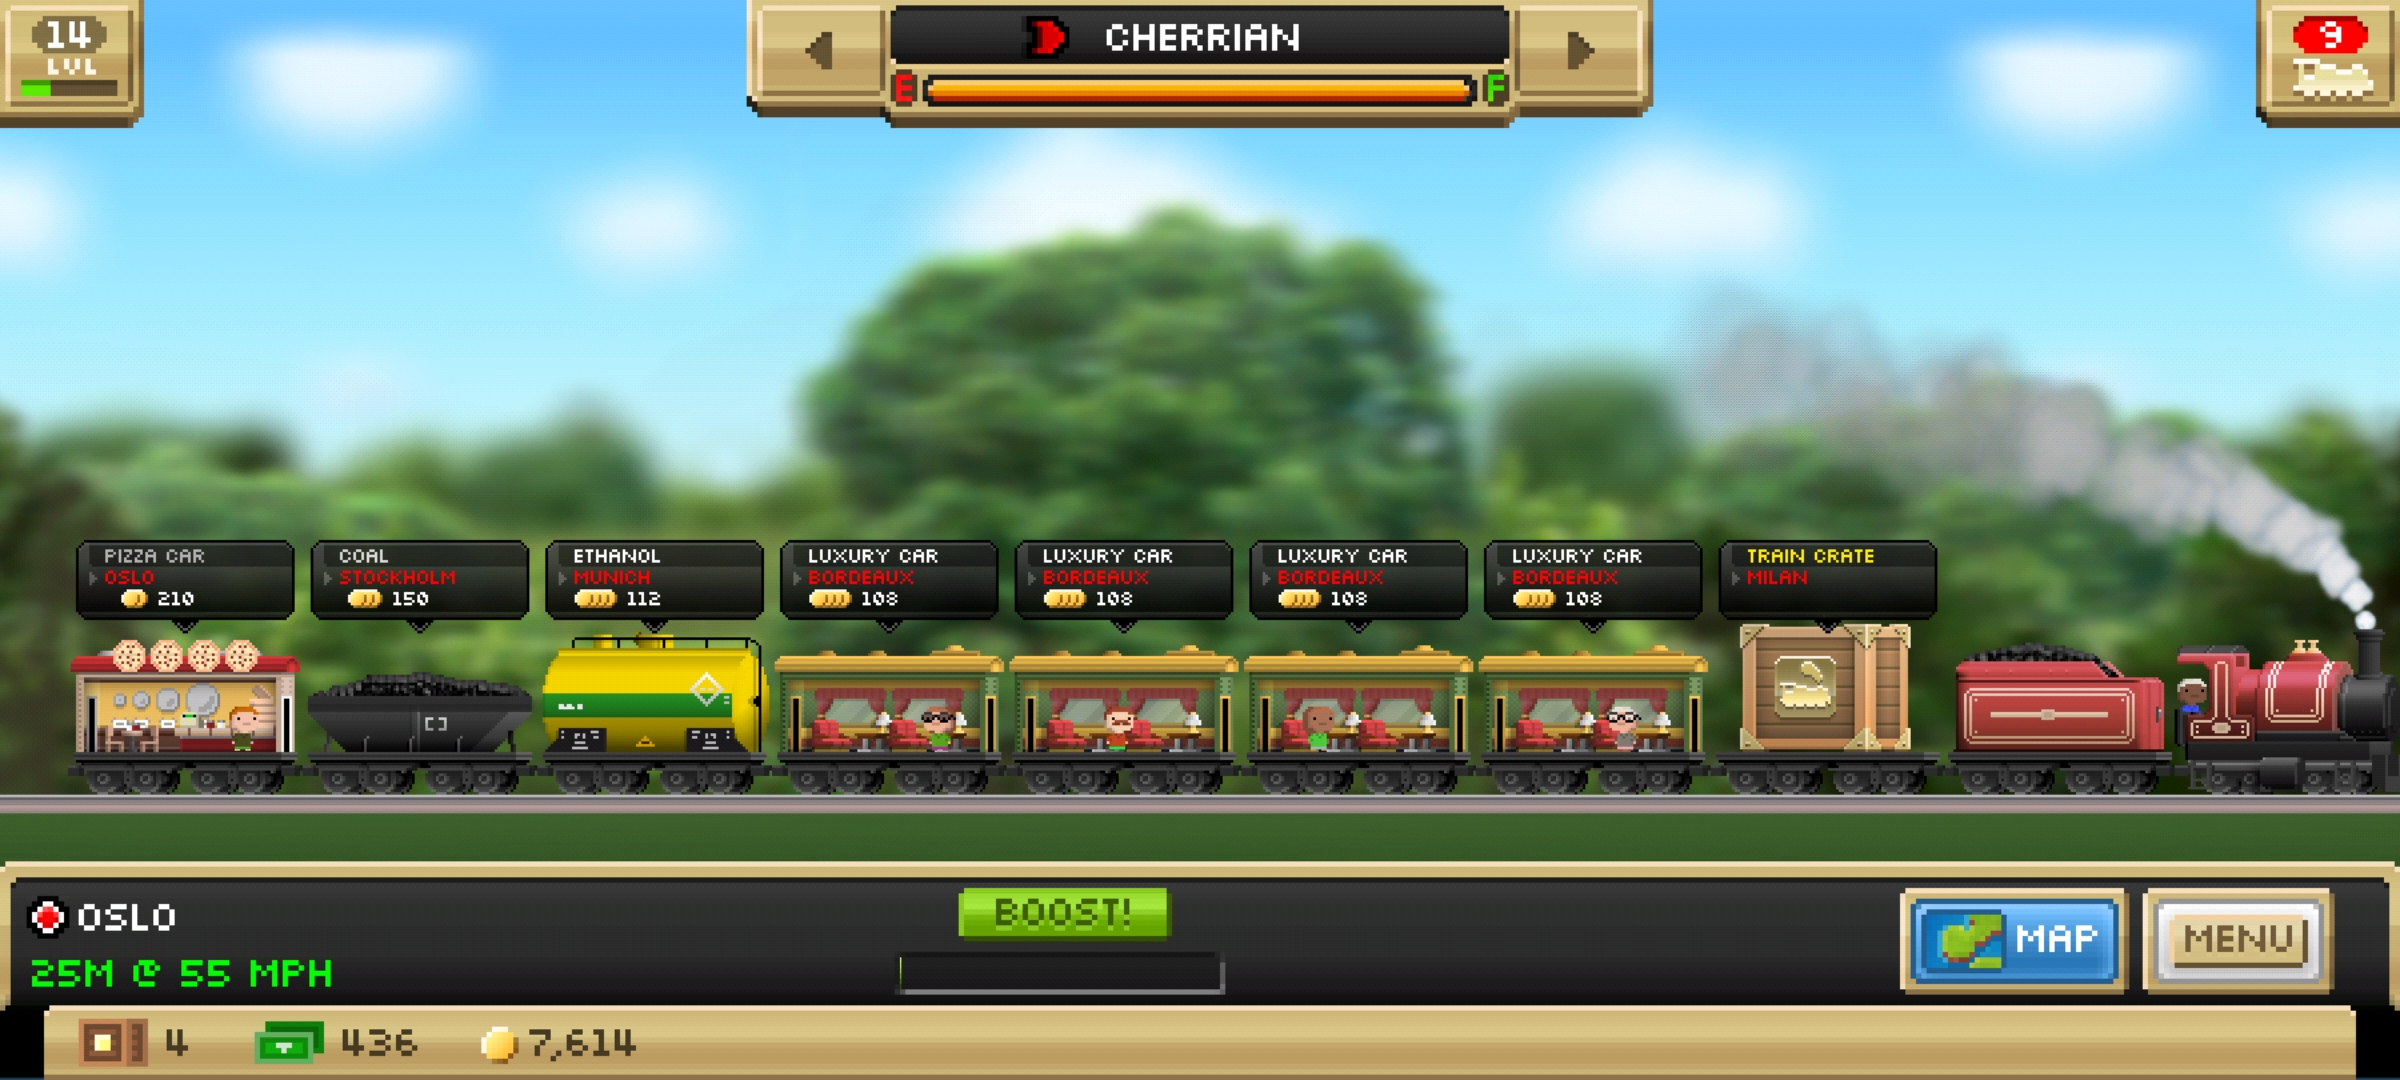 14
LVL
CHERRIAN
E F
9
PIZZA CAR
OSLO
210
COAL
STOCKHOLM
150
ETHANOL
MUNICH
112
LUXURY CAR
BORDEAUX
108
LUXURY CAR
BORDEAUX
108
LUXURY CAR
BORDEAUX
108
LUXURY CAR
BORDEAUX
108
TRAIN CRATE
MILAN
OSLO
25M @ 55 MPH
BOOST!
MAP
MENU
4
436
7,614